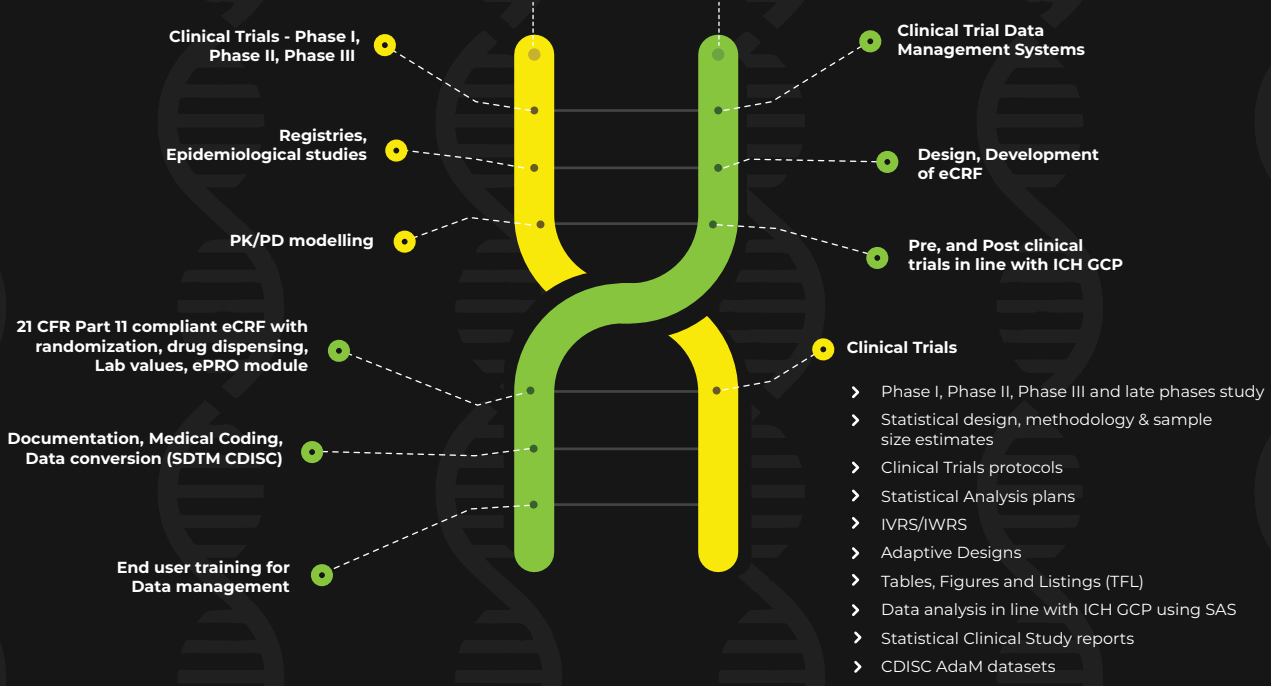 Clinical Trials - Phase I,
Phase II, Phase III
Registries,
Epidemiological studies
PK/PD modelling
21 CFR Part 11 compliant eCRF with
randomization, drug dispensing,
Lab values, ePRO module
Documentation, Medical Coding,
Data conversion (SDTM CDISC)
End user training for
Data management
Clinical Trial Data
Management Systems
Design, Development
of eCRF
Pre, and Post clinical
trials in line with ICH GCP
Clinical Trials
Phase I, Phase II, Phase III and late phases study
Statistical design, methodology & sample
size estimates
Clinical Trials protocols
Statistical Analysis plans
IVRS/IWRS
Adaptive Designs
Tables, Figures and Listings (TFL)
Data analysis in line with ICH GCP using SAS
Statistical Clinical Study reports
CDISC AdaM datasets